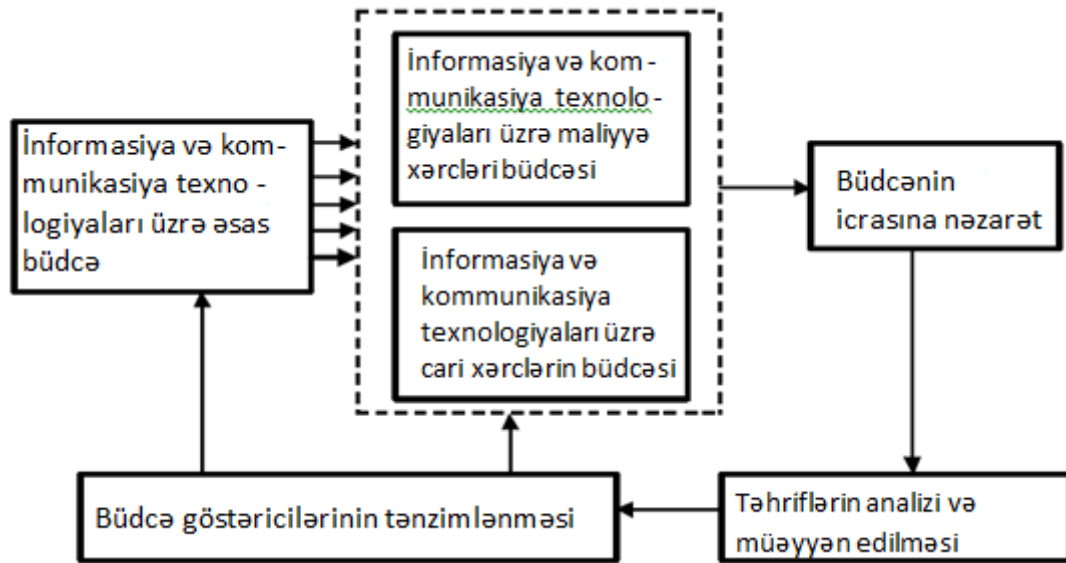 İnformasiya və kom-
munikasiya texno -
logiyaları üzrə əsas
büdcə
İnformasiya və kom -
munikasiya texnolo -
giyaları üzrə maliyyə
xərcləri büdcəsi
İnformasiya və
kommunikasiya
texnologiyaları üzrə
cari xərclərin büdcəsi
Büdcənin
icrasına nəzarət
Təhriflərin analizi və
müəyyən edilməsi
Büdcə göstəricilərinin tənzimlənməsi